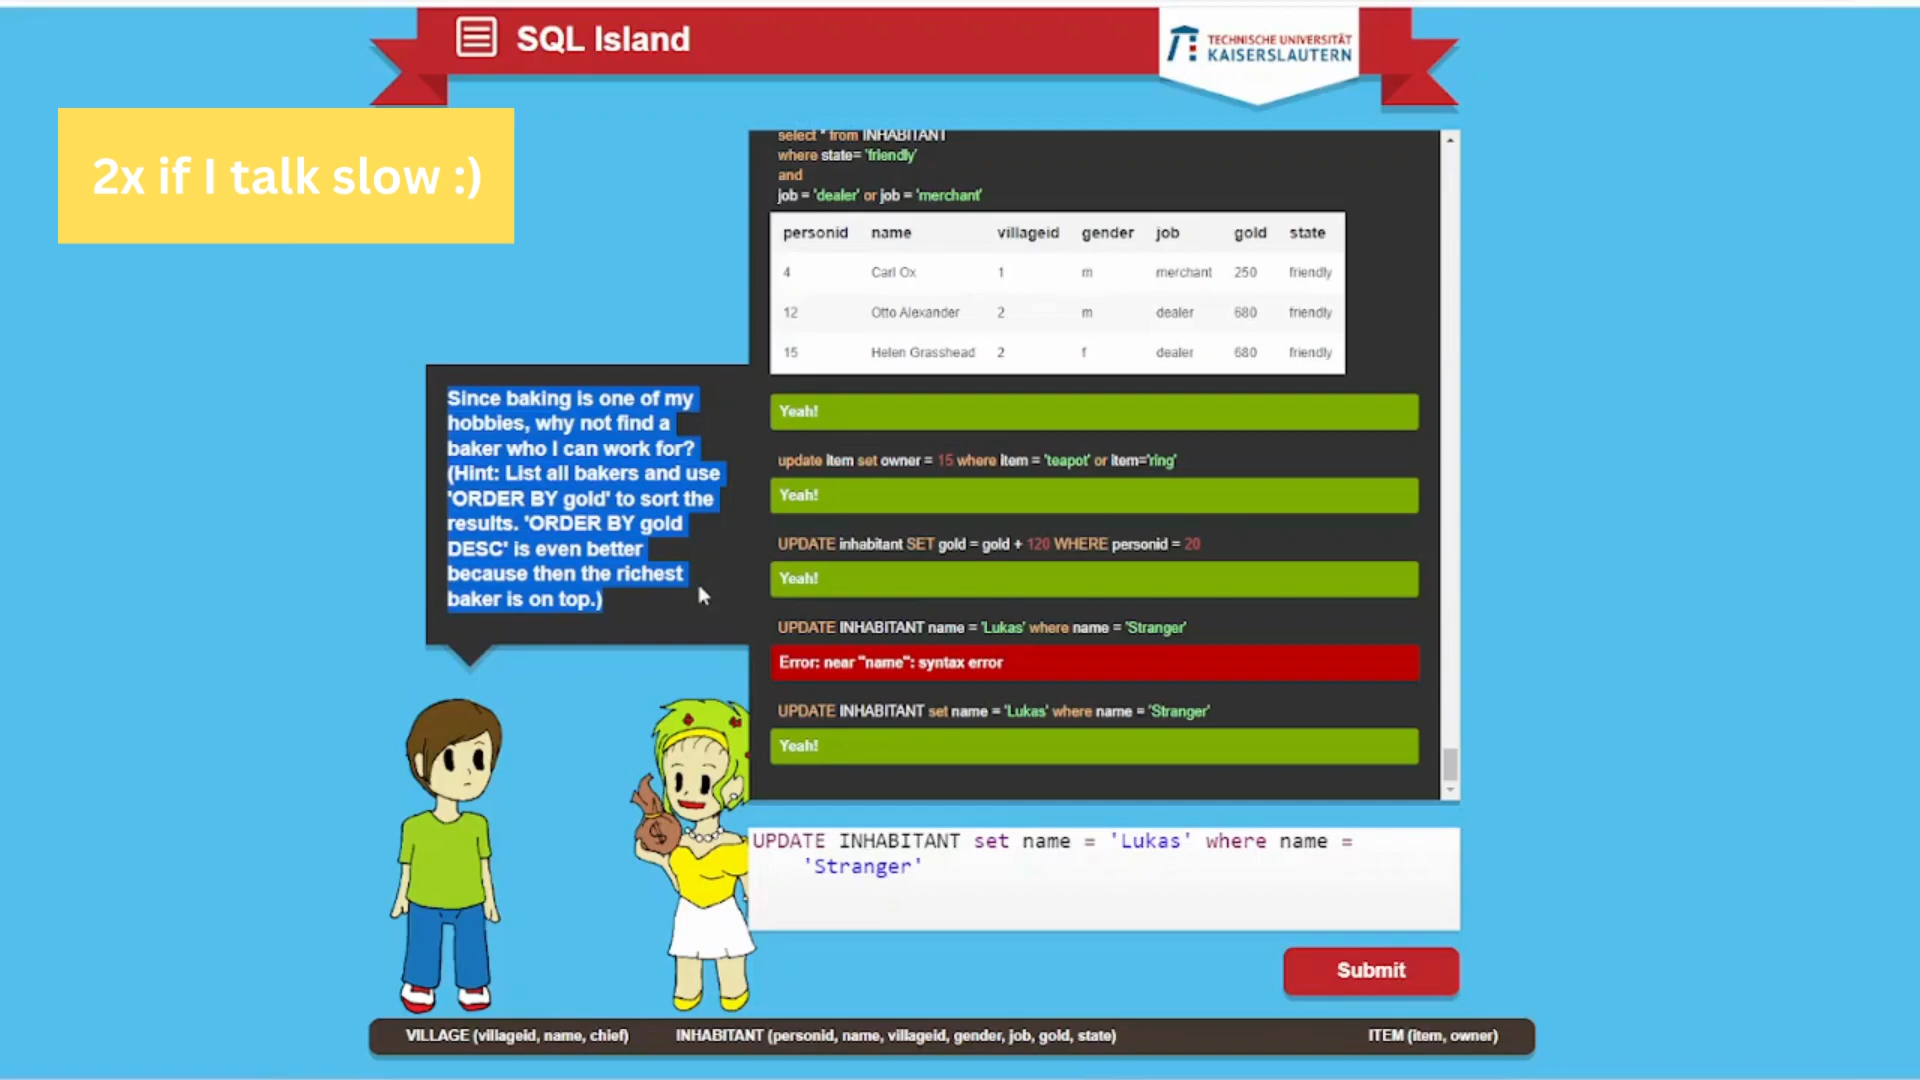 SQL Island
TECHNISCHE UNIVERSITÄT
KAISERSLAUTERN
2x if I talk slow :)
select * from INHABITANT
where state= 'friendly'
and
job = 'dealer' or job = 'merchant'
personid name villageid gender job gold state
4 Carl Ox 1 m merchant 250 friendly
12 Otto Alexander 2 m dealer 680 friendly
15 Helen Grasshead 2 f dealer 680 friendly
Yeah!
update item set owner = 15 where item = 'teapot' or item='ring'
Yeah!
UPDATE inhabitant SET gold = gold + 120 WHERE personid = 20
Yeah!
UPDATE INHABITANT name = 'Lukas' where name = 'Stranger'
Error: near "name": syntax error
UPDATE INHABITANT set name = 'Lukas' where name = 'Stranger'
Yeah!
Since baking is one of my
hobbies, why not find a
baker who I can work for?
(Hint: List all bakers and use
'ORDER BY gold' to sort the
results. 'ORDER BY gold
DESC' is even better
because then the richest
baker is on top.)
$
UPDATE INHABITANT set name = 'Lukas' where name =
'Stranger'
Submit
VILLAGE (villageid, name, chief) INHABITANT (personid, name, villageid, gender, job, gold, state) ITEM (item, owner)